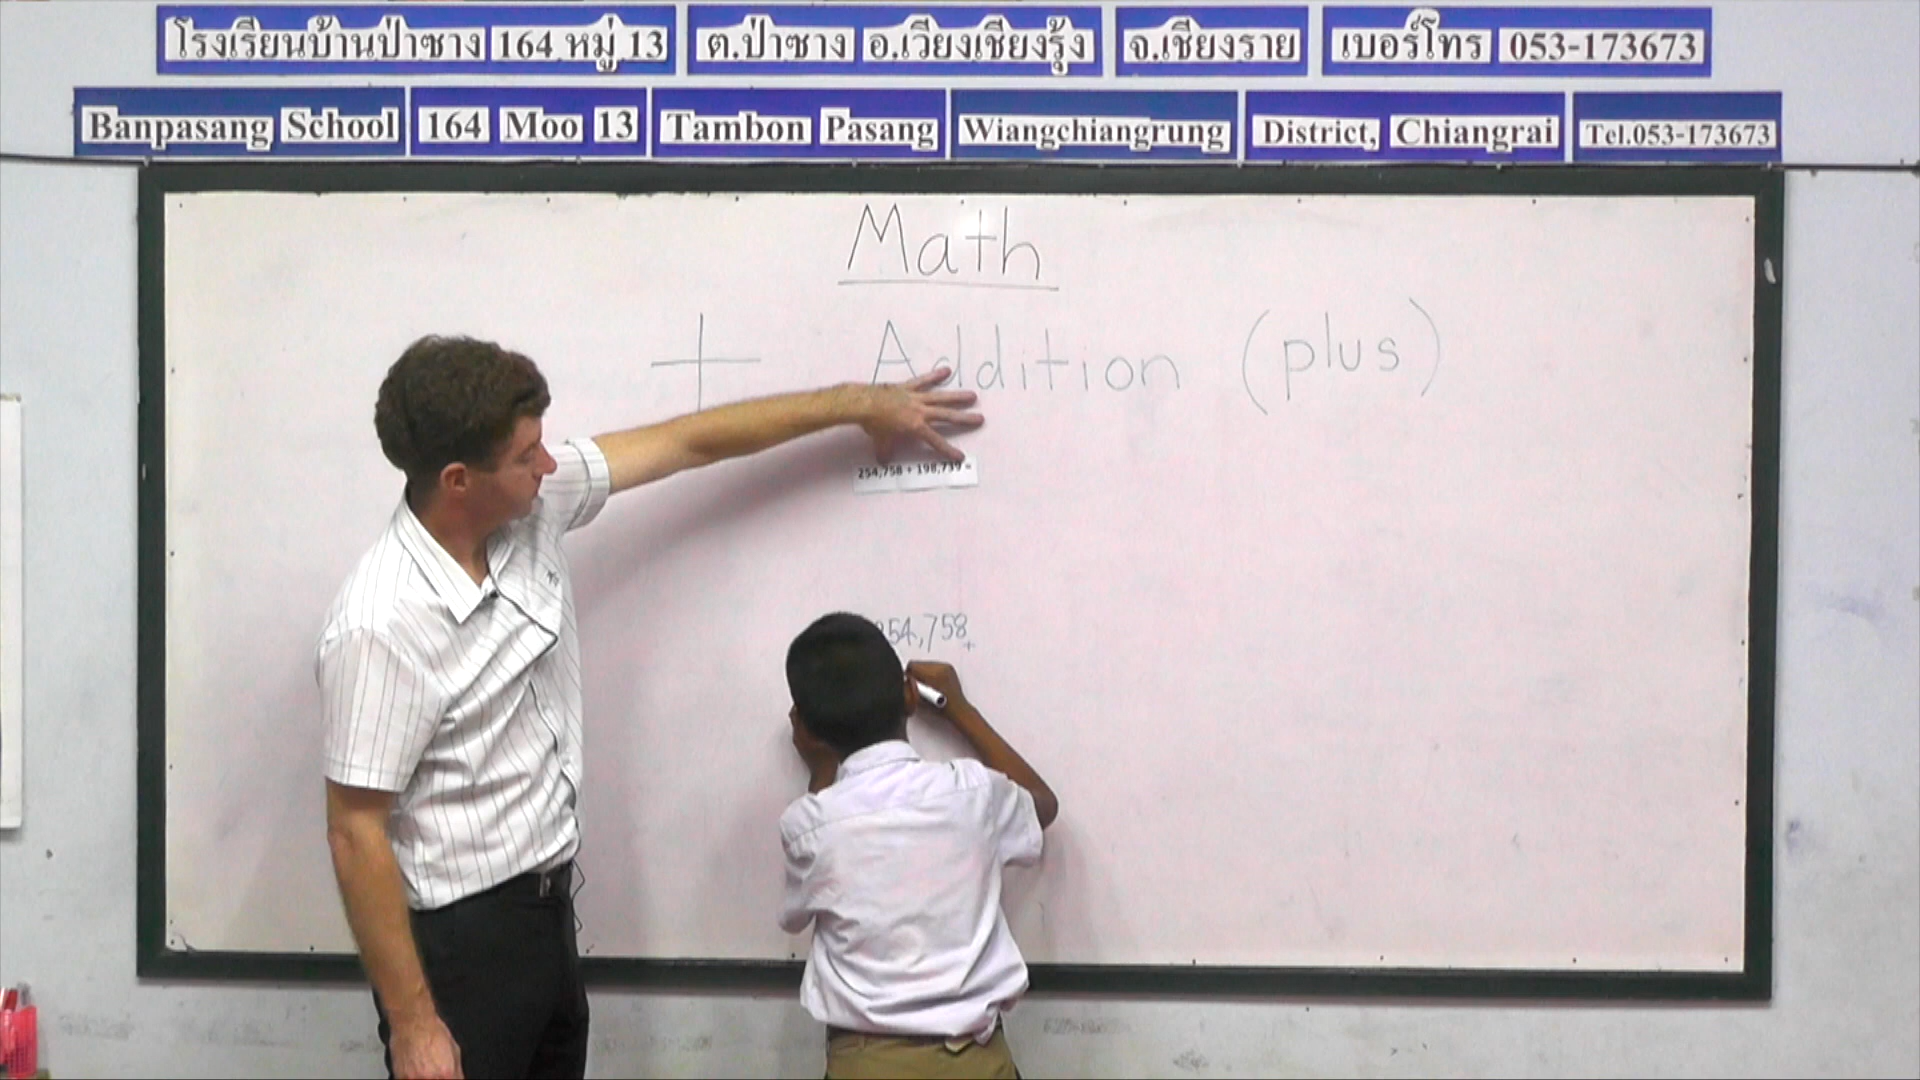 โรงเรียนบ้านป่าซาง 164 หมู่ 13 ต.ป่าซาง อ.เวียงเชียงรุ้ง จ.เชียงราย เบอร์โทร 053-173673
Banpasang School 164 Moo 13 Tambon Pasang Wiangchiangrung District, Chiangrai Tel.053-173673
Math
+ Addition (plus)
254,758 + 198,739 =
254,758
+